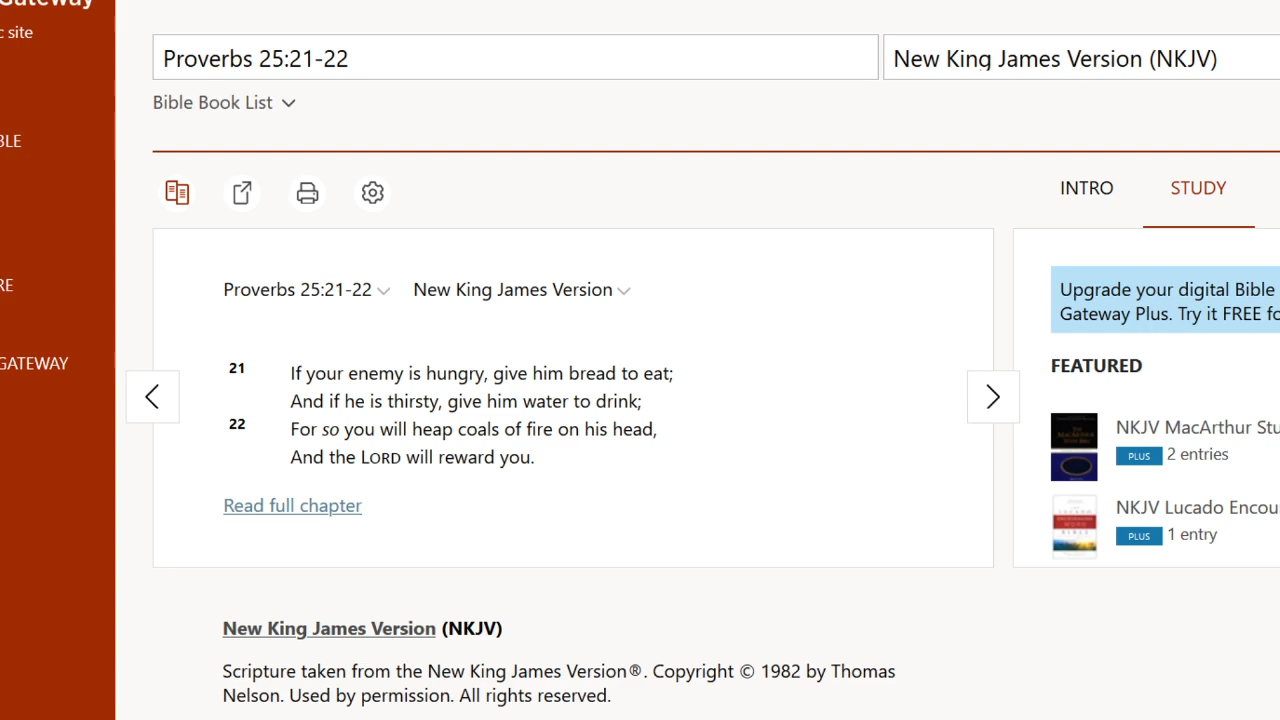 Gateway
c site
BLE
RE
GATEWAY
Proverbs 25:21-22
New King James Version (NKJV)
Bible Book List
INTRO
STUDY
Proverbs 25:21-22
New King James Version
21 If your enemy is hungry, give him bread to eat;
And if he is thirsty, give him water to drink;
22 For so you will heap coals of fire on his head,
And the LORD will reward you.
Read full chapter
Upgrade your digital Bible
Gateway Plus. Try it FREE fo
FEATURED
NKJV MacArthur Stu
PLUS 2 entries
NKJV Lucado Encou
PLUS 1 entry
New King James Version (NKJV)
Scripture taken from the New King James Version®. Copyright © 1982 by Thomas
Nelson. Used by permission. All rights reserved.